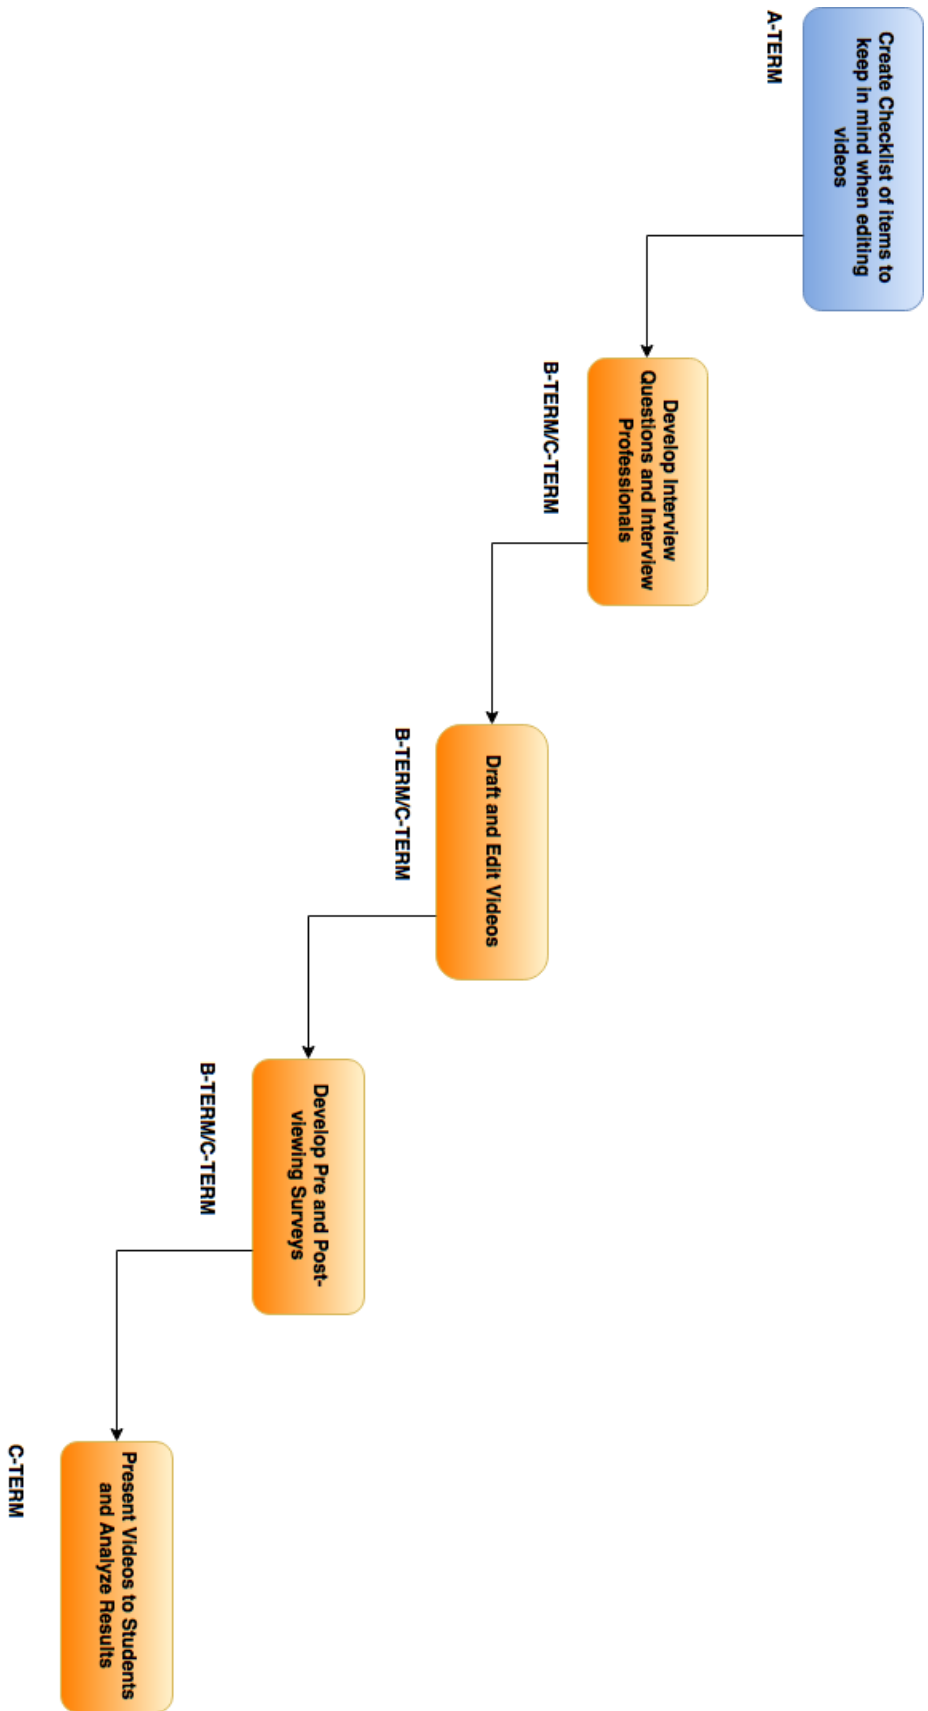 Create Checklist of items to
keep in mind when editing
videos
A-TERM
Develop Interview
Questions and Interview
Professionals
B-TERM/C-TERM
Draft and Edit Videos
B-TERM/C-TERM
Develop Pre and Post-
viewing Surveys
B-TERM/C-TERM
Present Videos to Students
and Analyze Results
C-TERM